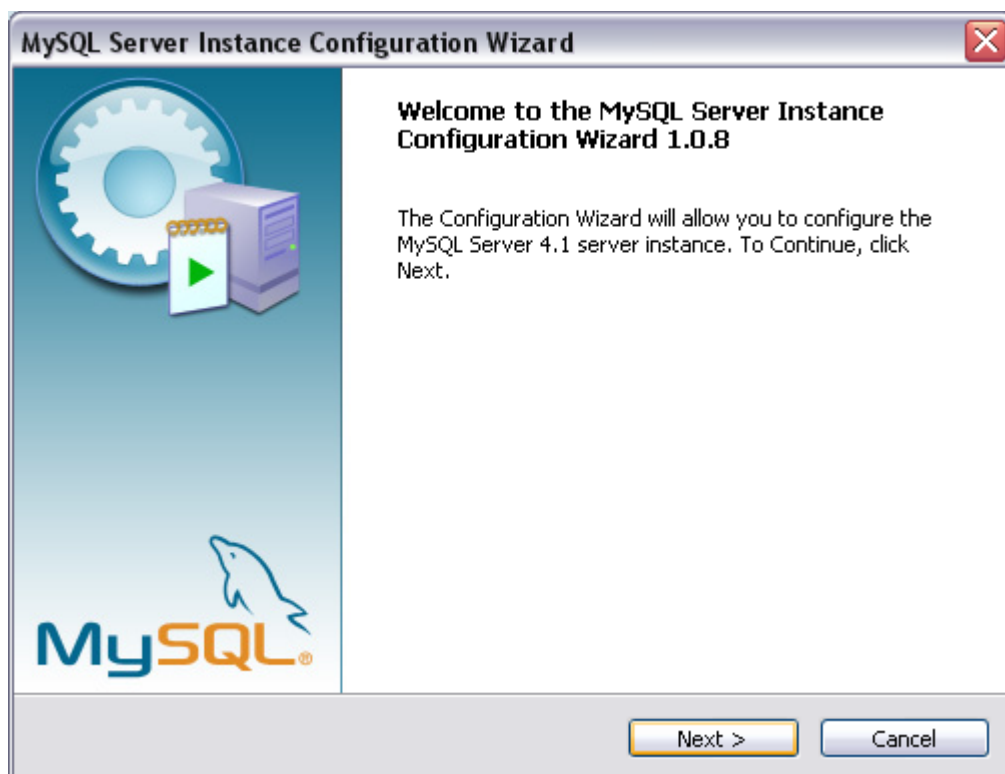 MySQL Server Instance Configuration Wizard
Welcome to the MySQL Server Instance
Configuration Wizard 1.0.8
The Configuration Wizard will allow you to configure the
MySQL Server 4.1 server instance. To Continue, click
Next.
MySQL®
Next >
Cancel